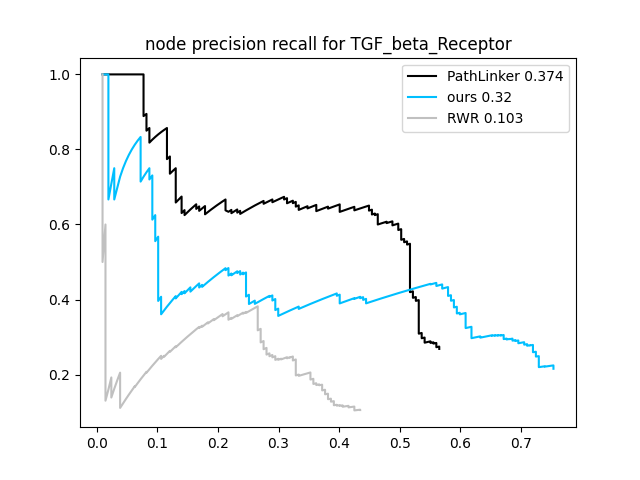 node precision recall for TGF_beta_Receptor
PathLinker 0.374
ours 0.32
RWR 0.103
1.0
0.8
0.6
0.4
0.2
0.0 0.1 0.2 0.3 0.4 0.5 0.6 0.7